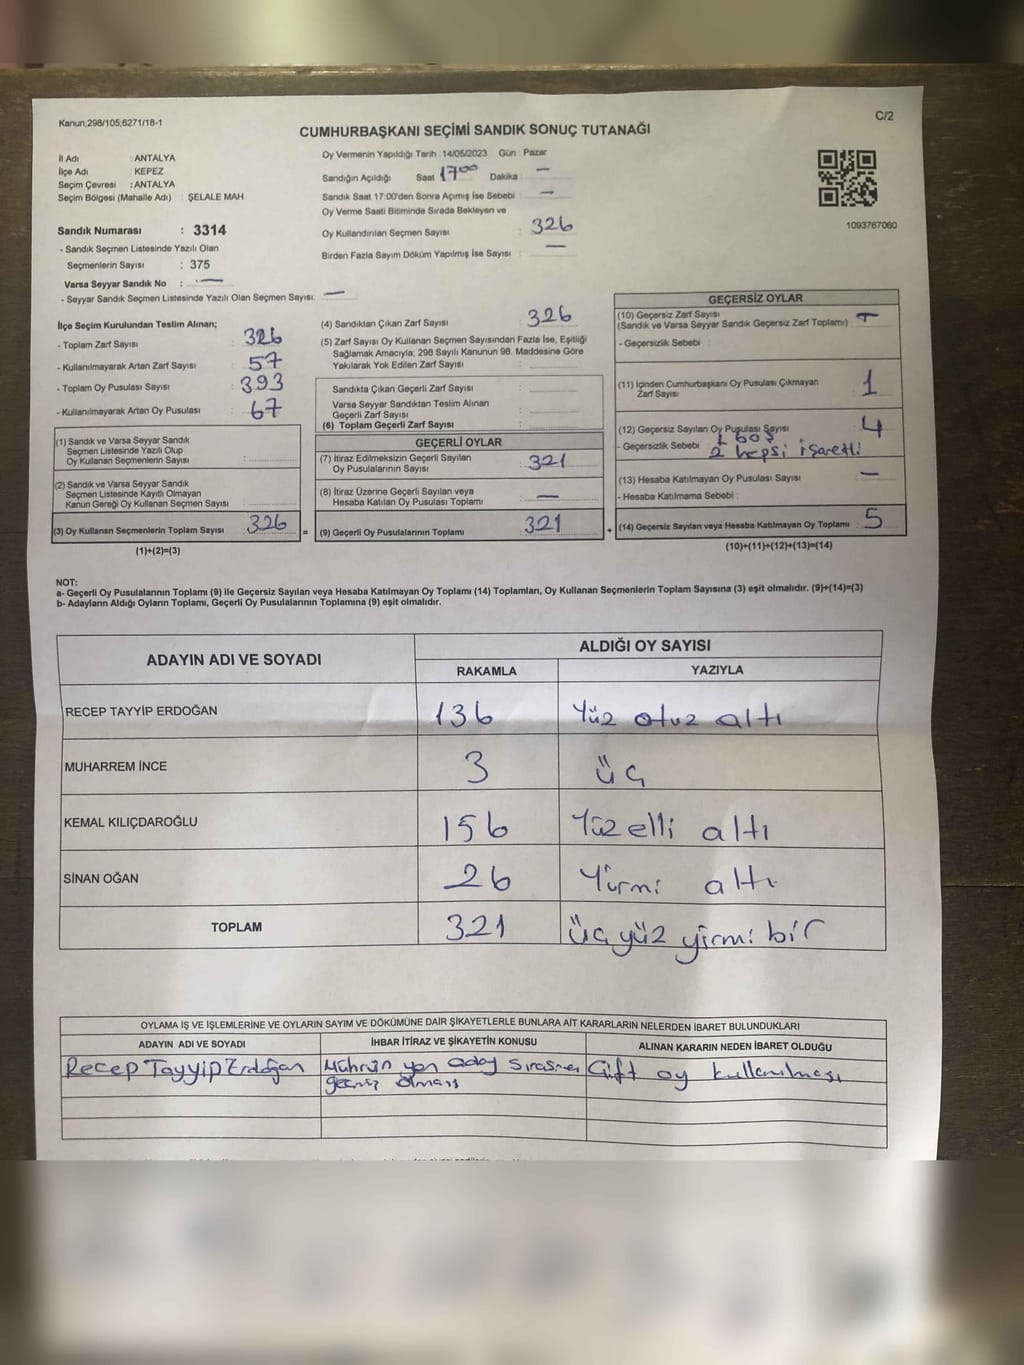 Kanun,298/105,6271/18-1
C/2
CUMHURBAŞKANI SEÇİMİ SANDIK SONUÇ TUTANAĞI
İl Adı : ANTALYA
İlçe Adı : KEPEZ
Seçim Çevresi : ANTALYA
Seçim Bölgesi (Mahalle Adı) ŞELALE MAH
Sandık Numarası : 3314
- Sandık Seçmen Listesinde Yazılı Olan
Seçmenlerin Sayısı : 375
Varsa Seyyar Sandık No : —
- Seyyar Sandık Seçmen Listesinde Yazılı Olan Seçmen Sayısı: —
Oy Vermenin Yapıldığı Tarih :14/05/2023 Gün : Pazar
Sandığın Açıldığı Saat 17:00 Dakika : —
Sandık Saat 17:00'den Sonra Açımış İse Sebebi : —
Oy Verme Saati Bitiminde Sırada Bekleyen ve
Oy Kullandırılan Seçmen Sayısı : 326
Birden Fazla Sayım Döküm Yapılmış İse Sayısı : —
1093767060
İlçe Seçim Kurulundan Teslim Alınan;
- Toplam Zarf Sayısı : 326
- Kullanılmayarak Artan Zarf Sayısı : 57
- Toplam Oy Pusulası Sayısı : 393
- Kullanılmayarak Artan Oy Pusulası : 67
(1) Sandık ve Varsa Seyyar Sandık
Seçmen Listesinde Yazılı Olup
Oy Kullanan Seçmenlerin Sayısı :
(2) Sandık ve Varsa Seyyar Sandık
Seçmen Listesinde Kayıtlı Olmayan
Kanun Gereği Oy Kullanan Seçmen Sayısı :
(3) Oy Kullanan Seçmenlerin Toplam Sayısı : 326 =
(1)+(2)=(3)
(4) Sandıktan Çıkan Zarf Sayısı : 326
(5) Zarf Sayısı Oy Kullanan Seçmen Sayısından Fazla İse, Eşitliği
Sağlamak Amacıyla; 298 Sayılı Kanunun 98. Maddesine Göre
Yakılarak Yok Edilen Zarf Sayısı :
Sandıkta Çıkan Geçerli Zarf Sayısı :
Varsa Seyyar Sandıktan Teslim Alınan
Geçerli Zarf Sayısı :
(6) Toplam Geçerli Zarf Sayısı :
GEÇERLİ OYLAR
(7) İtiraz Edilmeksizin Geçerli Sayılan
Oy Pusulalarının Sayısı : 321
(8) İtiraz Üzerine Geçerli Sayılan veya
Hesaba Katılan Oy Pusulası Toplamı : —
(9) Geçerli Oy Pusulalarının Toplamı : 321 +
GEÇERSİZ OYLAR
(10) Geçersiz Zarf Sayısı
(Sandık ve Varsa Seyyar Sandık Geçersiz Zarf Toplamı) : —
- Geçersizlik Sebebi
(11) İçinden Cumhurbaşkanı Oy Pusulası Çıkmayan
Zarf Sayısı : 1
(12) Geçersiz Sayılan Oy Pusulası Sayısı : 4
- Geçersizlik Sebebi : 1 boş
2 hepsi işaretli
(13) Hesaba Katılmayan Oy Pusulası Sayısı : —
- Hesaba Katılmama Sebebi :
(14) Geçersiz Sayılan veya Hesaba Katılmayan Oy Toplamı : 5
(10)+(11)+(12)+(13)=(14)
NOT:
a- Geçerli Oy Pusulalarının Toplamı (9) ile Geçersiz Sayılan veya Hesaba Katılmayan Oy Toplamı (14) Toplamları, Oy Kullanan Seçmenlerin Toplam Sayısına (3) eşit olmalıdır. (9)+(14)=(3)
b- Adayların Aldığı Oyların Toplamı, Geçerli Oy Pusulalarının Toplamına (9) eşit olmalıdır.
ADAYIN ADI VE SOYADI ALDIĞI OY SAYISI
RAKAMLA YAZIYLA
RECEP TAYYİP ERDOĞAN 136 Yüz otuz altı
MUHARREM İNCE 3 üç
KEMAL KILIÇDAROĞLU 156 Yüz elli altı
SİNAN OĞAN 26 Yirmi altı
TOPLAM 321 üç yüz yirmi bir
OYLAMA İŞ VE İŞLEMLERİNE VE OYLARIN SAYIM VE DÖKÜMÜNE DAİR ŞİKAYETLERLE BUNLARA AİT KARARLARIN NELERDEN İBARET BULUNDUKLARI
ADAYIN ADI VE SOYADI İHBAR İTİRAZ VE ŞİKAYETİN KONUSU ALINAN KARARIN NEDEN İBARET OLDUĞU
Recep Tayyip Erdoğan Mührün yan aday sırasına Çift oy kullanılması
geçmiş olması